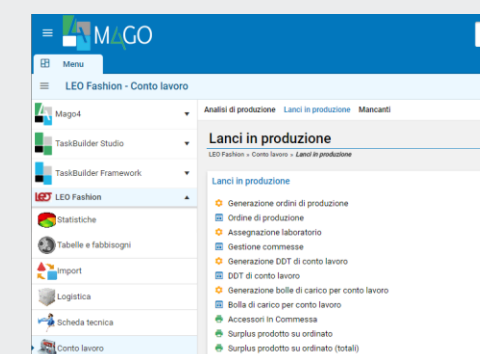 MAGO
Menu
LEO Fashion - Conto lavoro
Mago4
TaskBuilder Studio
TaskBuilder Framework
LEO LEO Fashion
Statistiche
Tabelle e fabbisogni
Import
Logistica
Scheda tecnica
Conto lavoro
Analisi di produzione Lanci in produzione Mancanti
Lanci in produzione
LEO Fashion » Conto lavoro » Lanci in produzione
Lanci in produzione
Generazione ordini di produzione
Ordine di produzione
Assegnazione laboratorio
Gestione commesse
Generazione DDT di conto lavoro
DDT di conto lavoro
Generazione bolle di carico per conto lavoro
Bolla di carico per conto lavoro
Accessori In Commessa
Surplus prodotto su ordinato
Surplus prodotto su ordinato (totali)